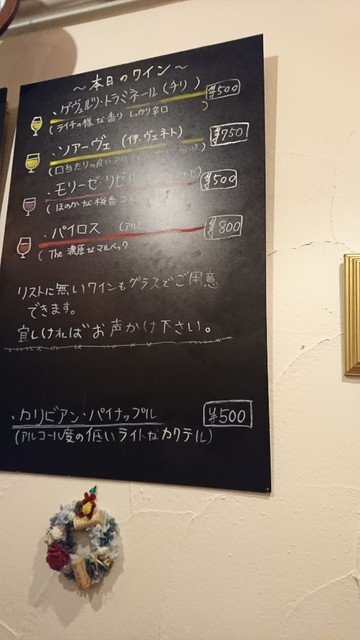 〜本日のワイン〜
・ゲヴュルツ・トラミネール(チリ) ¥500
(ライチの様な香り しっかり辛口 )
・ソアーヴェ (伊・ヴェネト) ¥750
(口当たりの良い
・モリーゼ・リゼル ¥500
(ほのかな桜香
・パイロス ¥800
(The 濃厚なマルベック
リストに無いワインもグラスでご用意
できます。
宜しければお声かけ下さい。
・カリビアン・パイナップル ¥500
(アルコール度の低いライトなカクテル)